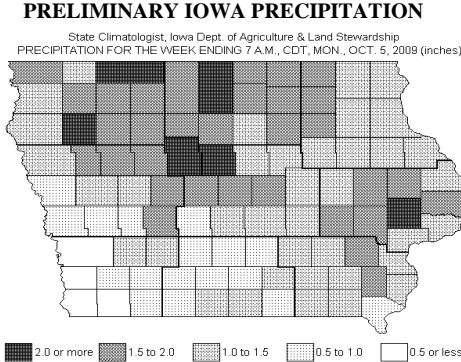 PRELIMINARY IOWA PRECIPITATION
State Climatologist, Iowa Dept. of Agriculture & Land Stewardship
PRECIPITATION FOR THE WEEK ENDING 7 A.M., CDT, MON., OCT. 5, 2009 (inches)
2.0 or more 1.5 to 2.0 1.0 to 1.5 0.5 to 1.0 0.5 or less